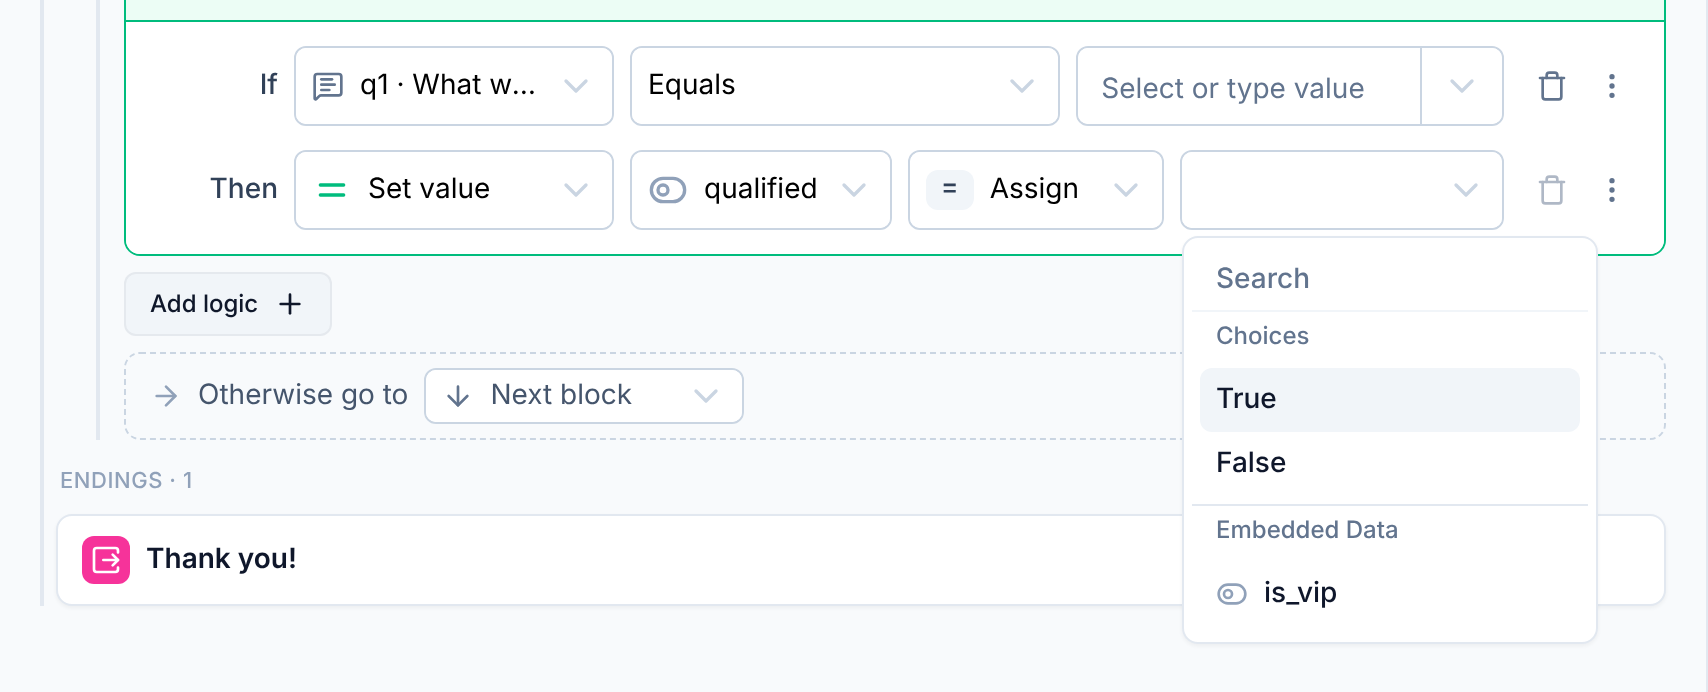 If q1 · What w... Equals Select or type value
Then Set value qualified = Assign
Search
Add logic +
Choices
Otherwise go to Next block
True
False
ENDINGS · 1
Embedded Data
Thank you!
is_vip